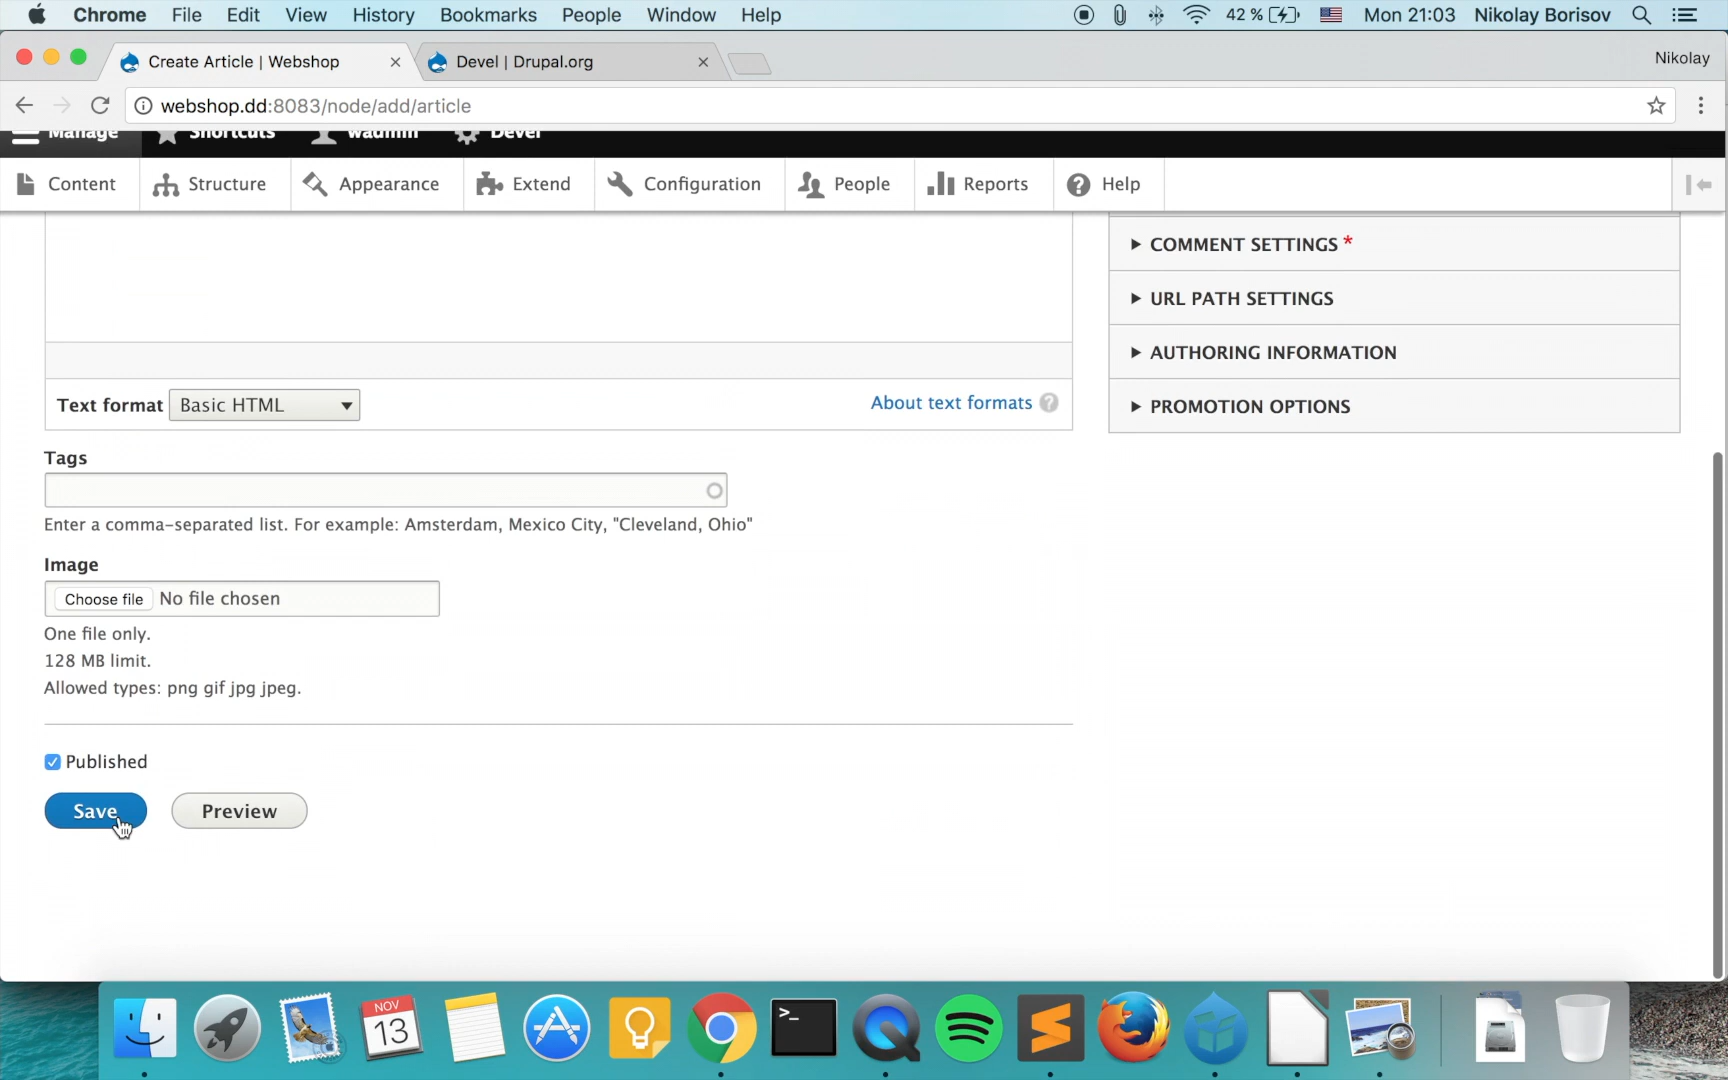 Chrome File Edit View History Bookmarks People Window Help 42 % Mon 21:03 Nikolay Borisov
Create Article | Webshop Devel | Drupal.org Nikolay
webshop.dd:8083/node/add/article
Manage Shortcuts wadmin Devel
Content Structure Appearance Extend Configuration People Reports Help
COMMENT SETTINGS *
URL PATH SETTINGS
AUTHORING INFORMATION
PROMOTION OPTIONS
Text format Basic HTML About text formats ?
Tags
Enter a comma-separated list. For example: Amsterdam, Mexico City, "Cleveland, Ohio"
Image
Choose file No file chosen
One file only.
128 MB limit.
Allowed types: png gif jpg jpeg.
Published
Save Preview
NOV
13